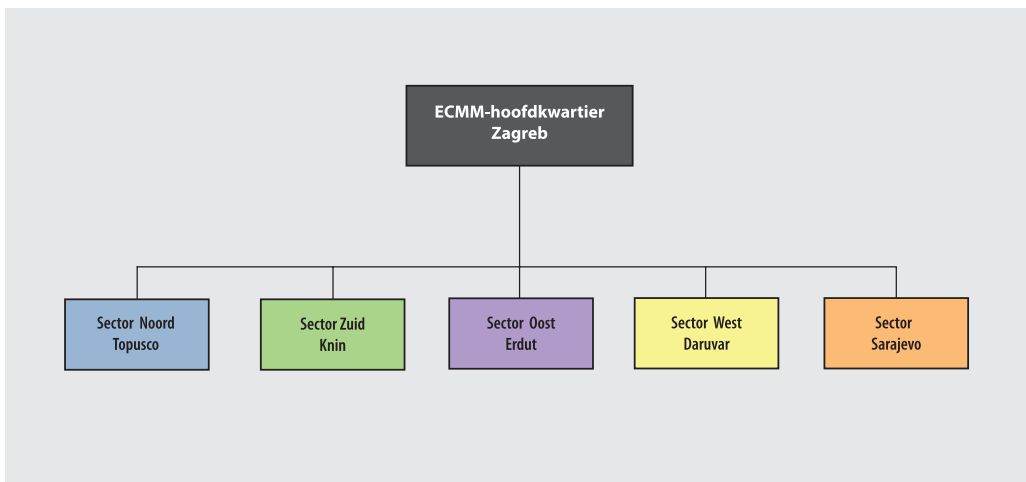 ECMM-hoofdkwartier
Zagreb
Sector Noord
Topusco
Sector Zuid
Knin
Sector Oost
Erdut
Sector West
Daruvar
Sector
Sarajevo